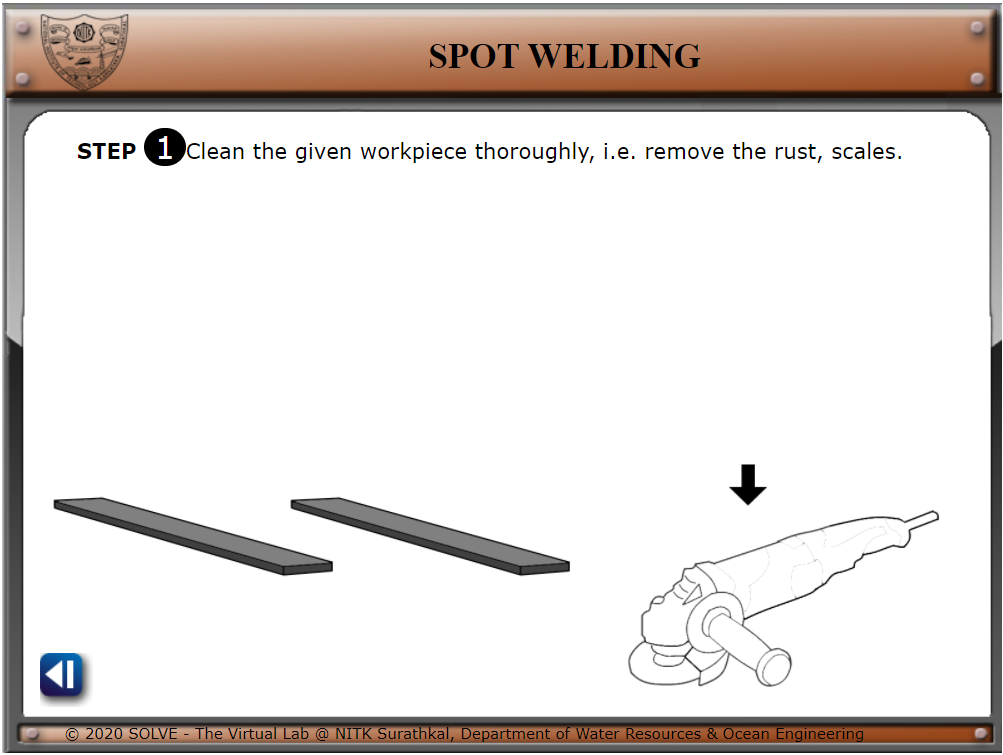 SPOT WELDING
STEP 1 Clean the given workpiece thoroughly, i.e. remove the rust, scales.
© 2020 SOLVE - The Virtual Lab @ NITK Surathkal, Department of Water Resources & Ocean Engineering